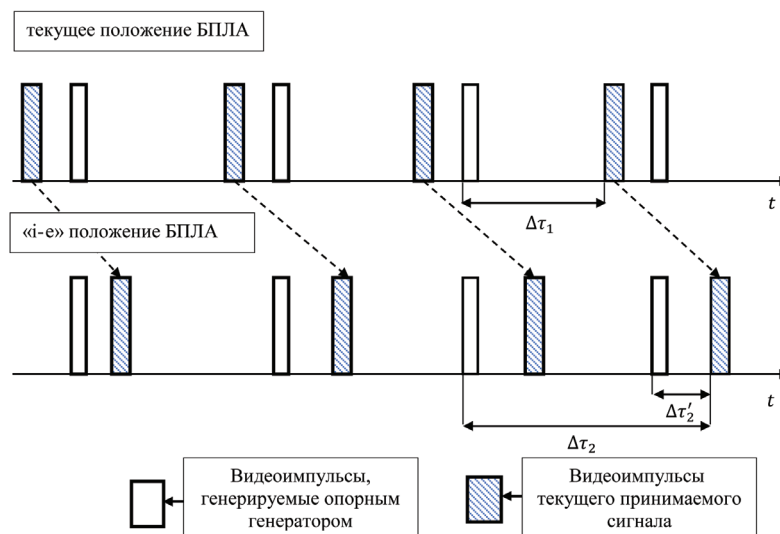 текущее положение БПЛА
Δτ₁
t
«i-е» положение БПЛА
Δτ′₂
t
Δτ₂
Видеоимпульсы,
генерируемые опорным
генератором
Видеоимпульсы
текущего принимаемого
сигнала